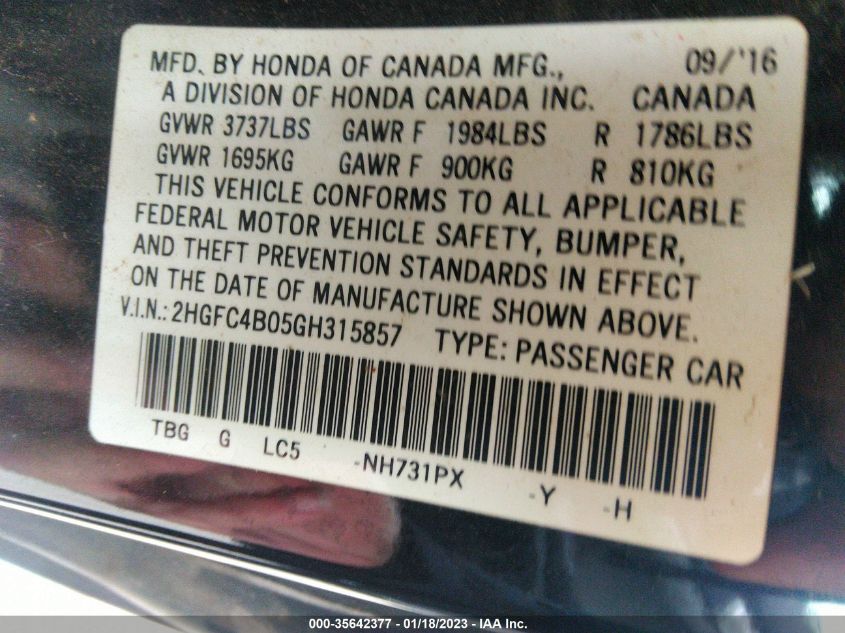 MFD. BY HONDA OF CANADA MFG., 09/'16
A DIVISION OF HONDA CANADA INC. CANADA
GVWR 3737LBS GAWR F 1984LBS R 1786LBS
GVWR 1695KG GAWR F 900KG R 810KG
THIS VEHICLE CONFORMS TO ALL APPLICABLE
FEDERAL MOTOR VEHICLE SAFETY, BUMPER,
AND THEFT PREVENTION STANDARDS IN EFFECT
ON THE DATE OF MANUFACTURE SHOWN ABOVE.
V.I.N.: 2HGFC4B05GH315857 TYPE: PASSENGER CAR
TBG G LC5 -NH731PX -Y -H
000-35642377 - 01/18/2023 - IAA Inc.